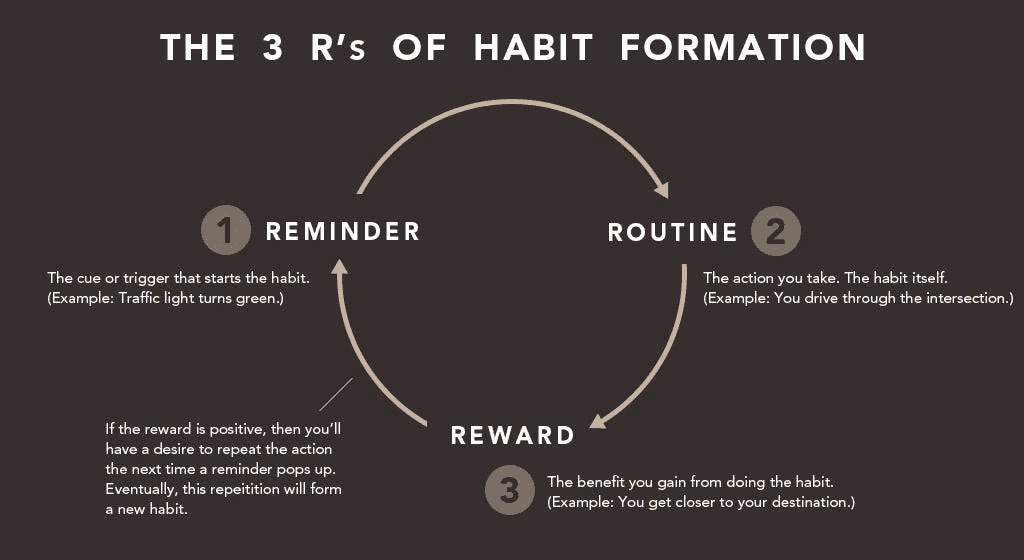 THE 3 R’s OF HABIT FORMATION
1 REMINDER
The cue or trigger that starts the habit.
(Example: Traffic light turns green.)
ROUTINE 2
The action you take. The habit itself.
(Example: You drive through the intersection.)
REWARD
3
The benefit you gain from doing the habit.
(Example: You get closer to your destination.)
If the reward is positive, then you’ll
have a desire to repeat the action
the next time a reminder pops up.
Eventually, this repeitition will form
a new habit.